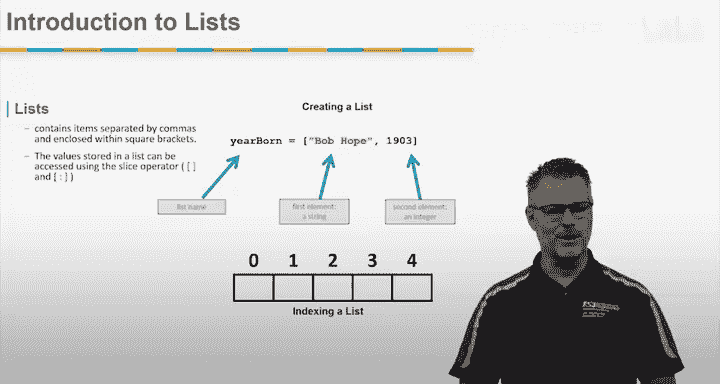 Introduction to Lists
Lists
– contains items separated by commas
and enclosed within square brackets.
– The values stored in a list can be
accessed using the slice operator ( [ ]
and [ : ] )
Creating a List
yearBorn = ["Bob Hope", 1903]
list name
first element:
a string
second element:
an integer
0 1 2 3 4
Indexing a List